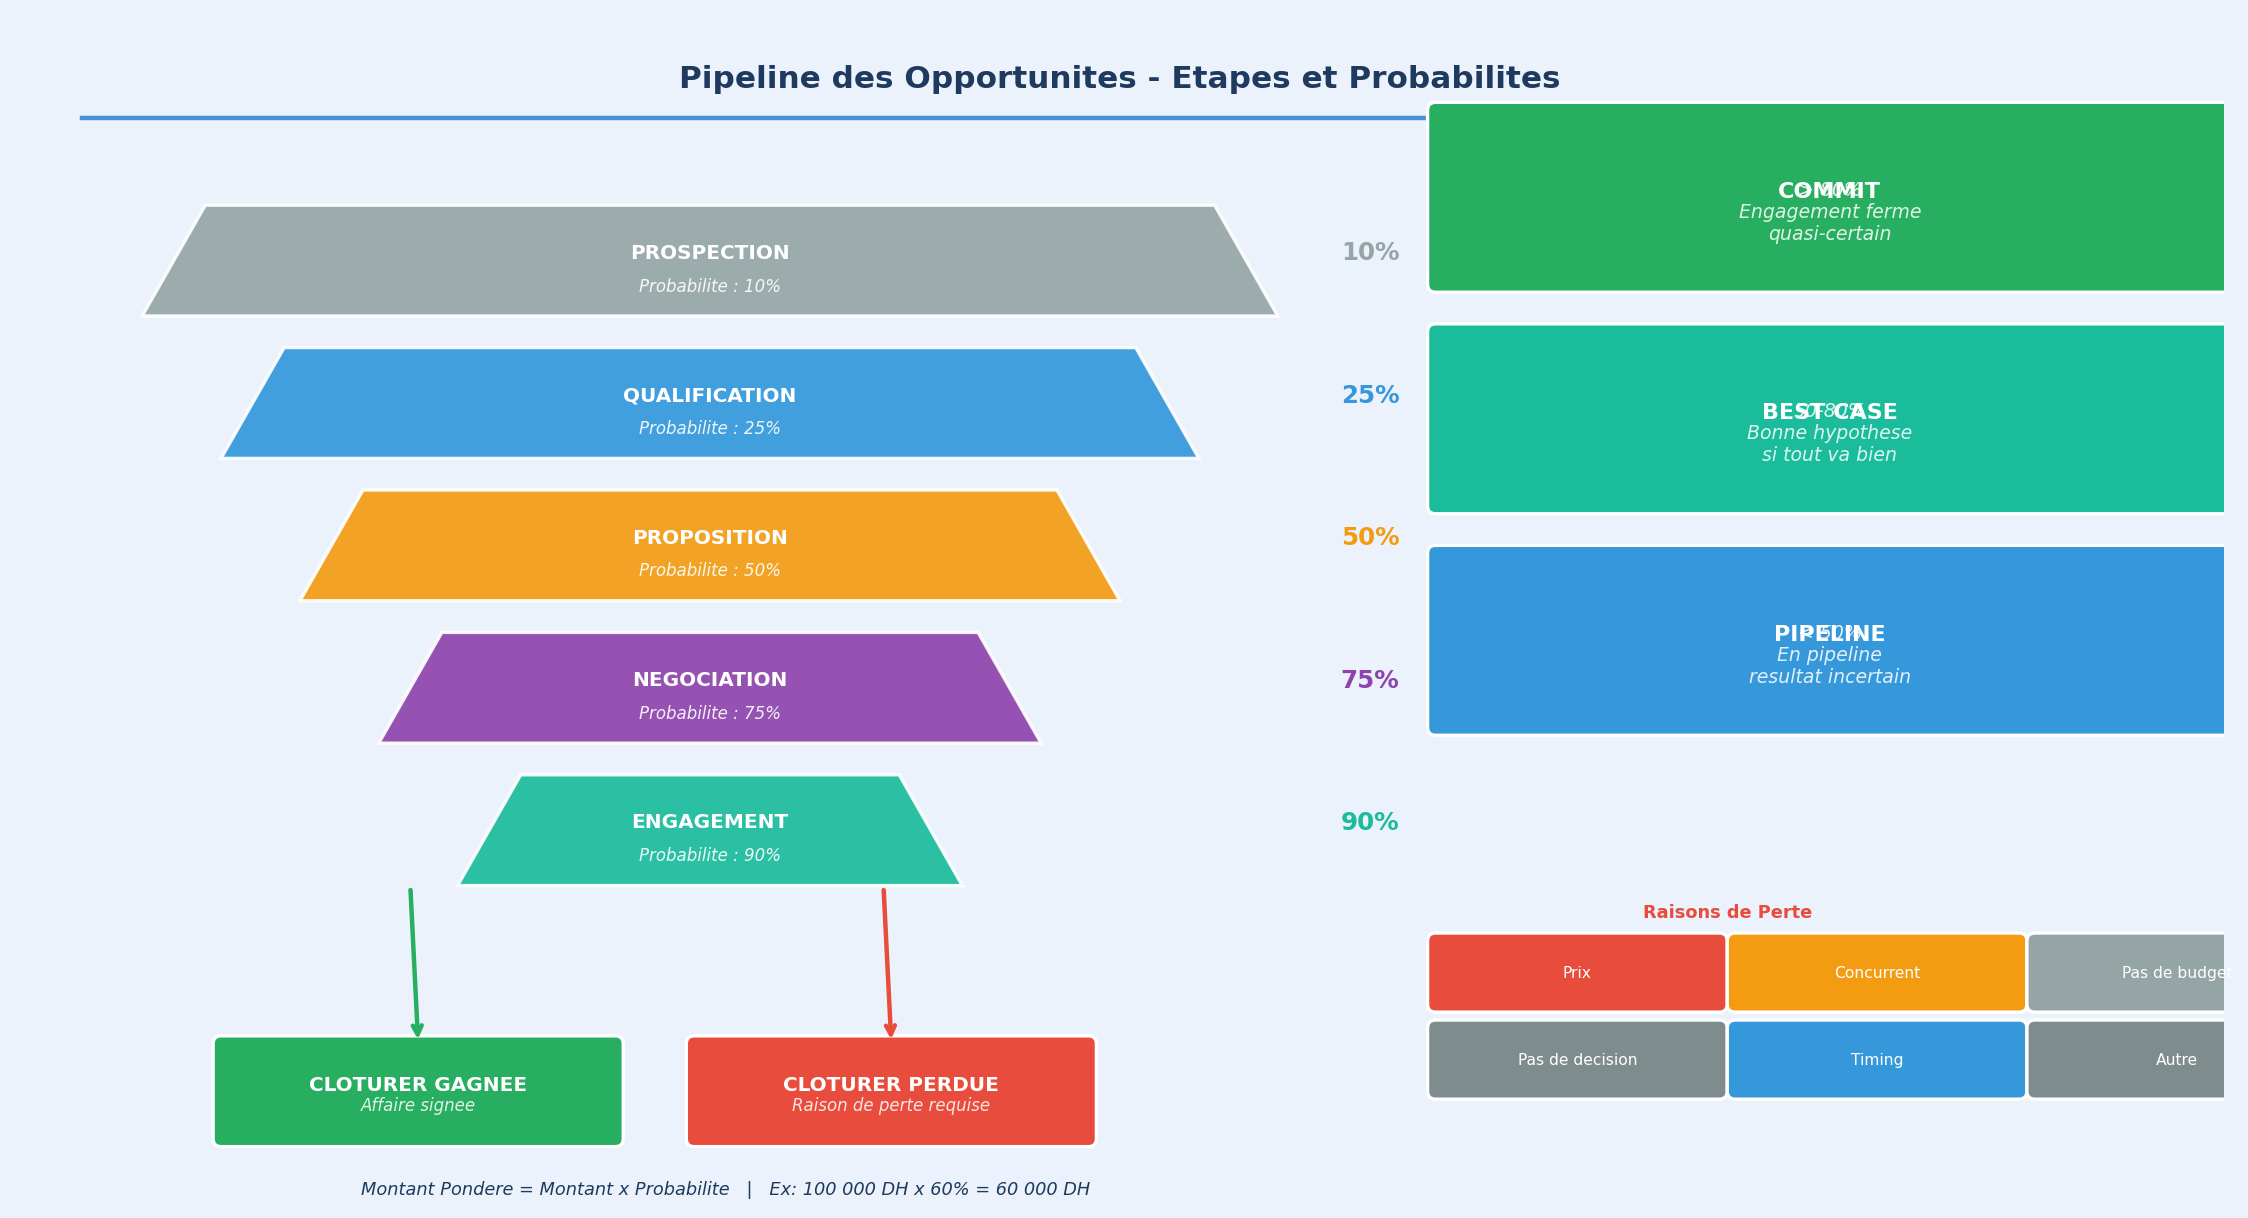 Pipeline des Opportunites - Etapes et Probabilites
PROSPECTION
Probabilite : 10%
10%
QUALIFICATION
Probabilite : 25%
25%
PROPOSITION
Probabilite : 50%
50%
NEGOCIATION
Probabilite : 75%
75%
ENGAGEMENT
Probabilite : 90%
90%
CLOTURER GAGNEE
Affaire signee
CLOTURER PERDUE
Raison de perte requise
Montant Pondere = Montant x Probabilite | Ex: 100 000 DH x 60% = 60 000 DH
COMMIT
Engagement ferme
quasi-certain
BEST CASE
Bonne hypothese
si tout va bien
PIPELINE
En pipeline
resultat incertain
Raisons de Perte
Prix
Concurrent
Pas de budget
Pas de decision
Timing
Autre